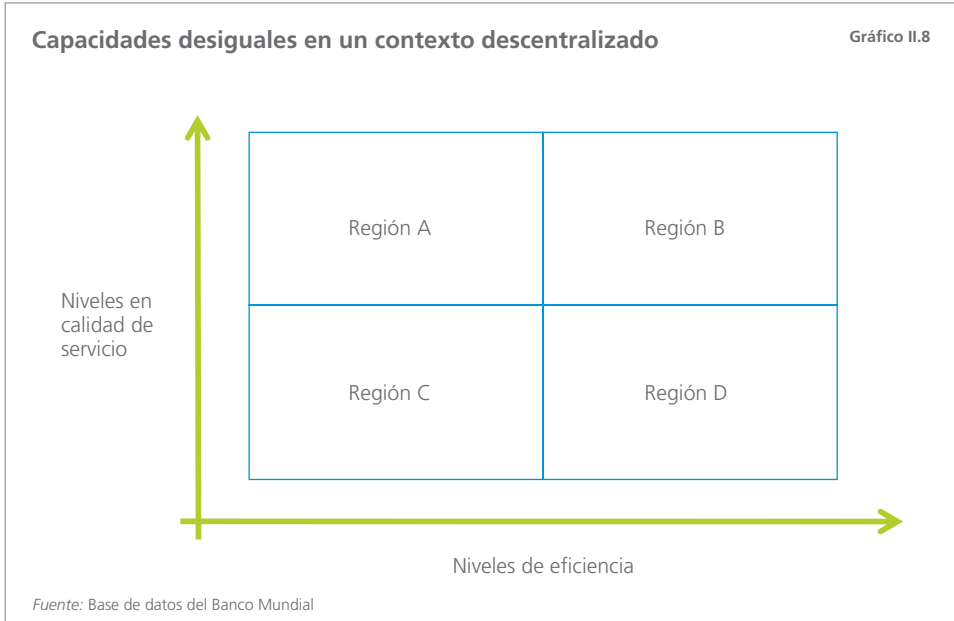 Capacidades desiguales en un contexto descentralizado
Gráfico II.8
Región A
Región B
Niveles en
calidad de
servicio
Región C
Región D
Niveles de eficiencia
Fuente: Base de datos del Banco Mundial